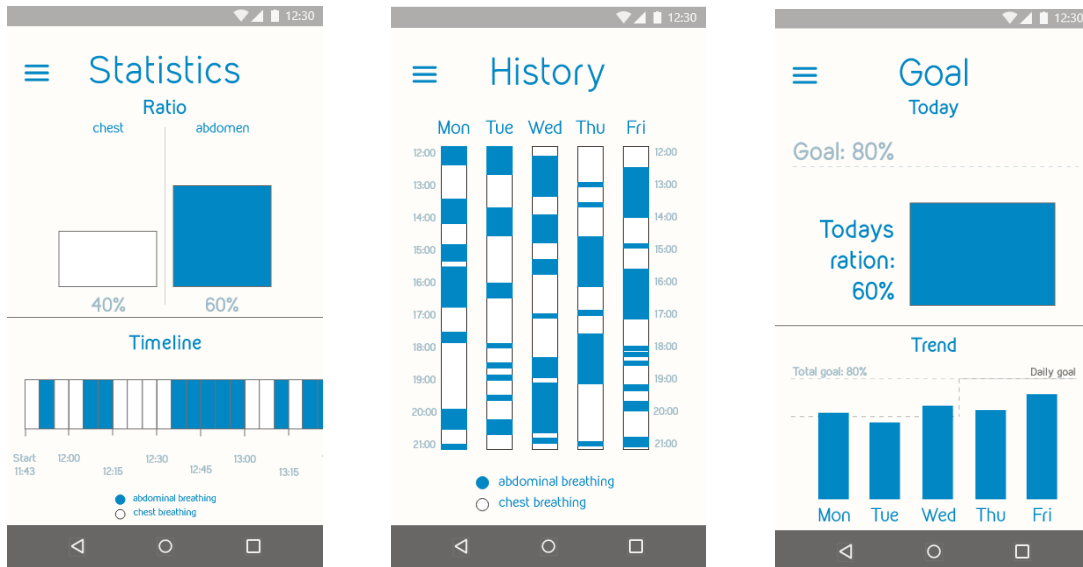 12:30
Statistics
Ratio
chest abdomen
40% 60%
Timeline
Start 12:00 12:30 13:00
11:43 12:15 12:45 13:15
abdominal breathing
chest breathing
12:30
History
Mon Tue Wed Thu Fri
12:00 12:00
13:00 13:00
14:00 14:00
15:00 15:00
16:00 16:00
17:00 17:00
18:00 18:00
19:00 19:00
20:00 20:00
21:00 21:00
abdominal breathing
chest breathing
12:30
Goal
Today
Goal: 80%
Todays
ration:
60%
Trend
Total goal: 80% Daily goal
Mon Tue Wed Thu Fri